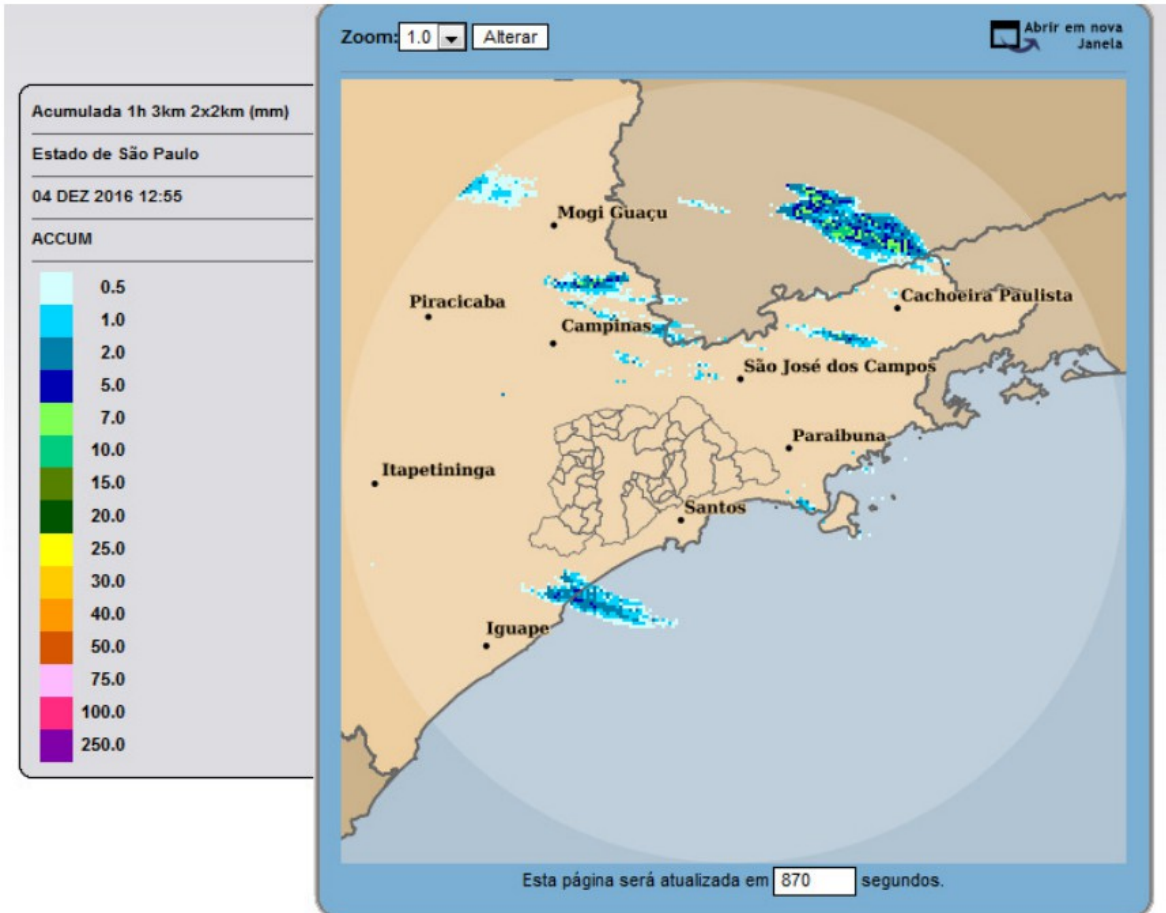 Zoom: 1.0 Alterar
Abrir em nova
Janela
Acumulada 1h 3km 2x2km (mm)
Estado de São Paulo
04 DEZ 2016 12:55
ACCUM
0.5
1.0
2.0
5.0
7.0
10.0
15.0
20.0
25.0
30.0
40.0
50.0
75.0
100.0
250.0
Mogi Guaçu
Piracicaba
Cachoeira Paulista
Campinas
São José dos Campos
Paraibuna
Itapetininga
Santos
Iguape
Esta página será atualizada em 870 segundos.